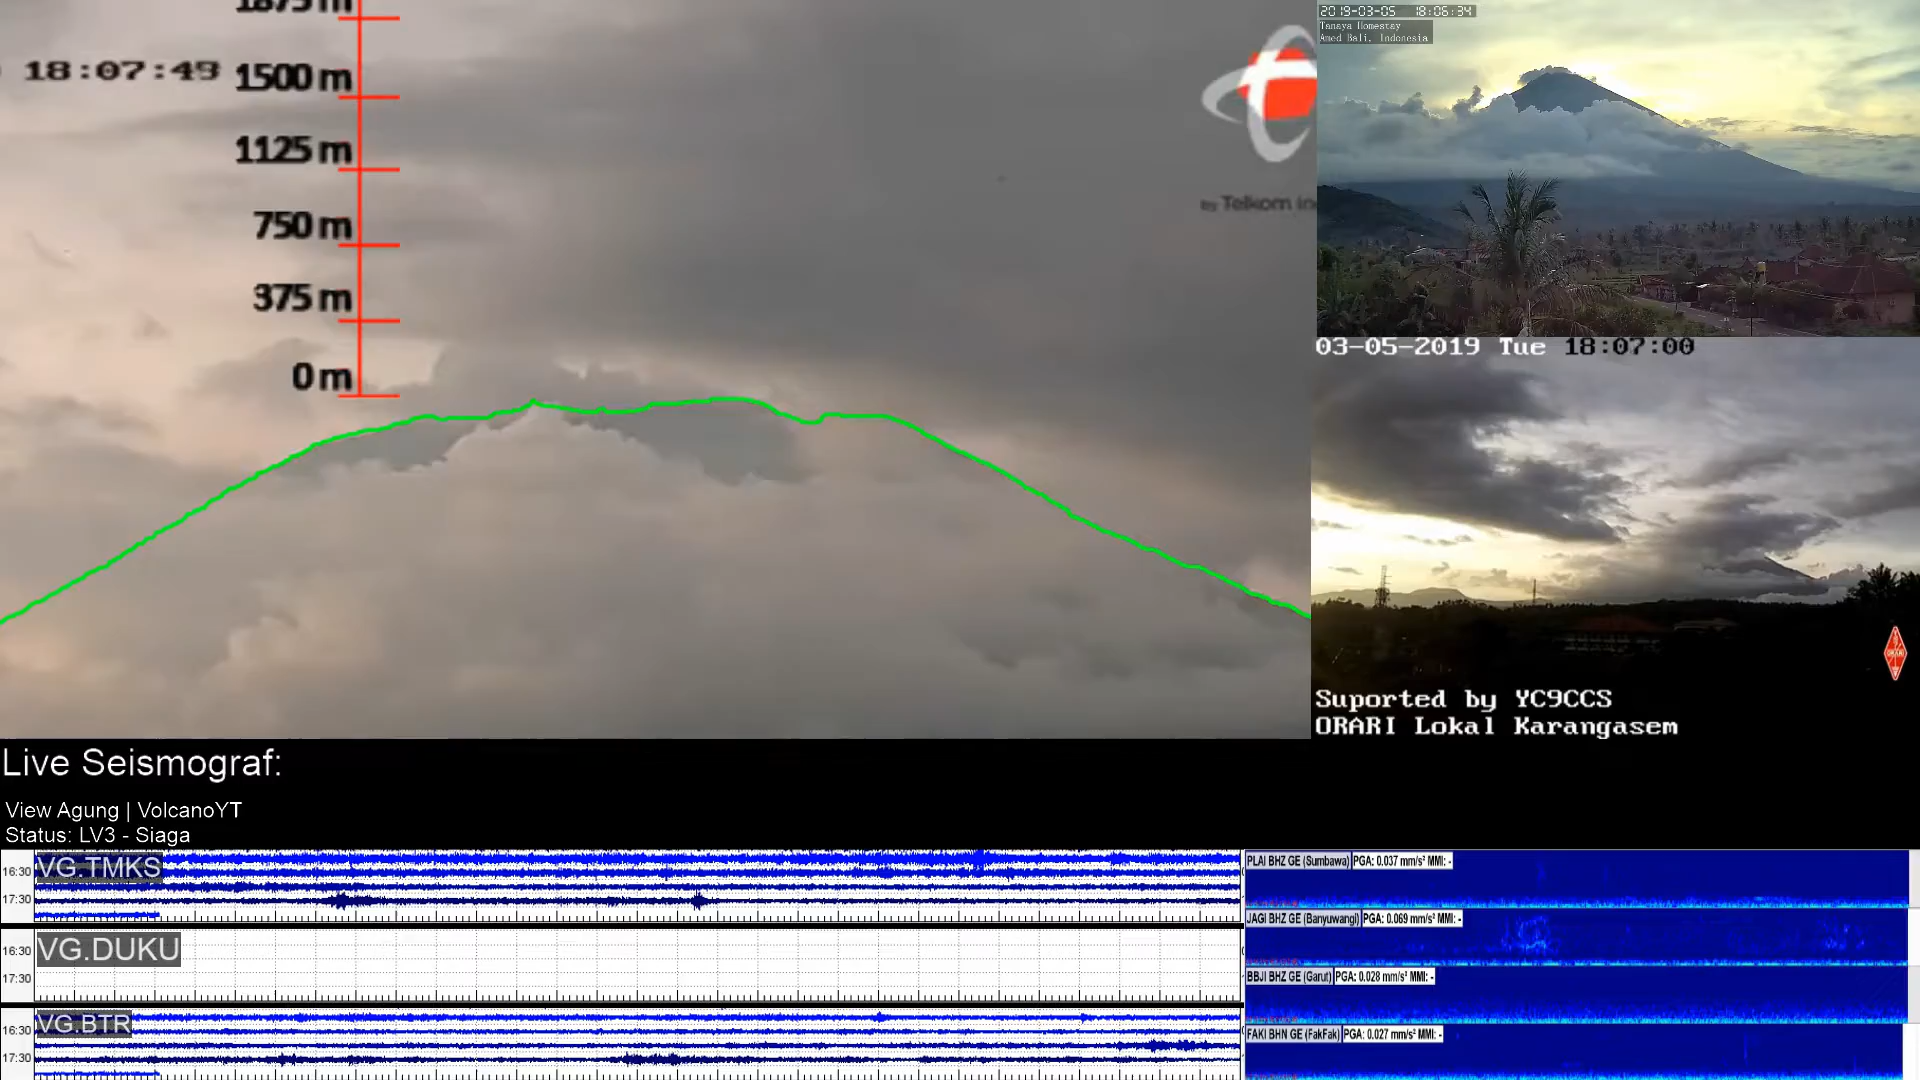 1875 m
18:07:49
1500 m
1125 m
750 m
375 m
0 m
by Telkom
2019-03-05 18:06:34
Tanaya Homestay
Amed Bali, Indonesia
03-05-2019 Tue 18:07:00
ORARI
Suported by YC9CCS
ORARI Lokal Karangasem
Live Seismograf:
View Agung | VolcanoYT
Status: LV3 - Siaga
VG.TMKS
16:30
17:30
VG.DUKU
16:30
17:30
VG.BTR
16:30
17:30
PLAI BHZ GE (Sumbawa) PGA: 0.037 mm/s² MMI: -
JAGI BHZ GE (Banyuwangi) PGA: 0.069 mm/s² MMI: -
BBJI BHZ GE (Garut) PGA: 0.028 mm/s² MMI: -
FAKI BHN GE (FakFak) PGA: 0.027 mm/s² MMI: -